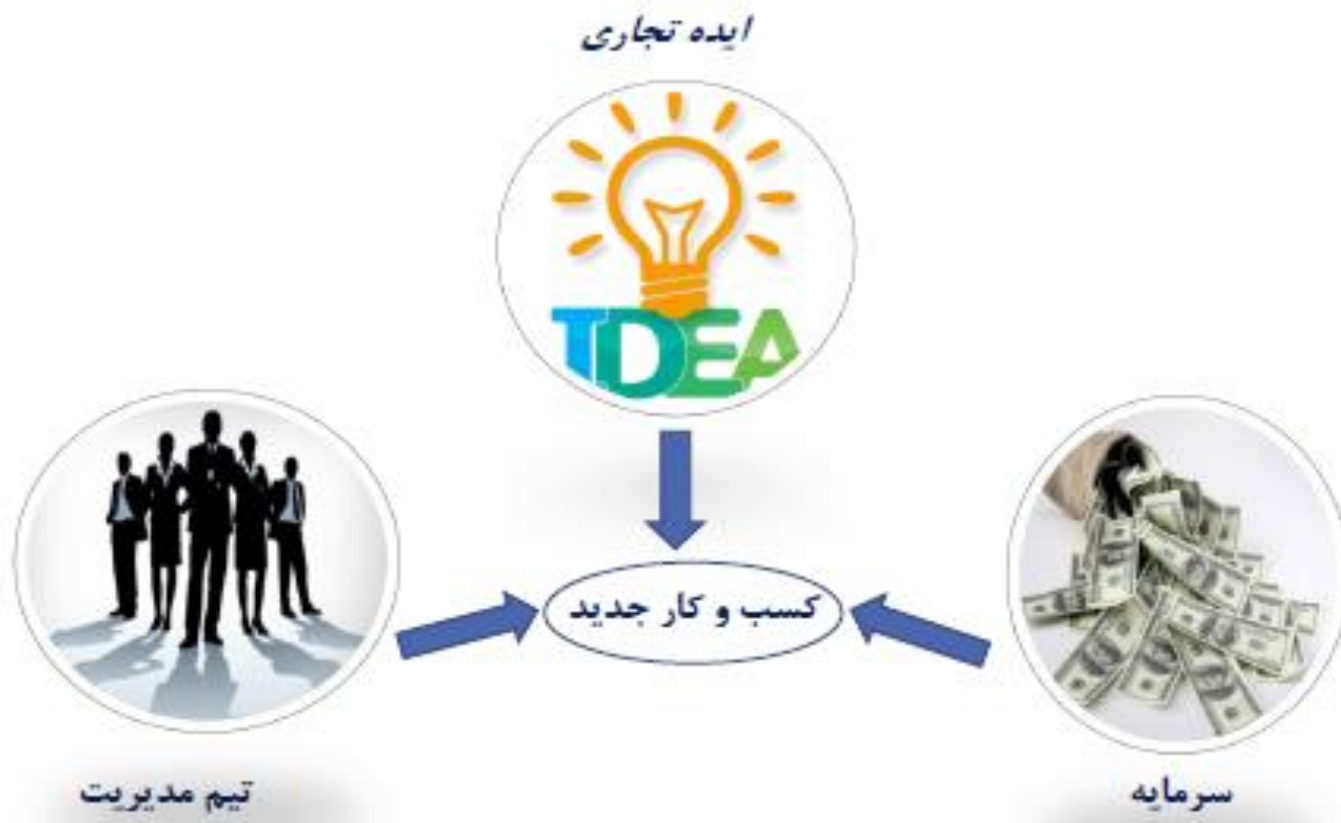 ایده تجاری
IDEA
کسب و کار جدید
تیم مدیریت
سرمایه